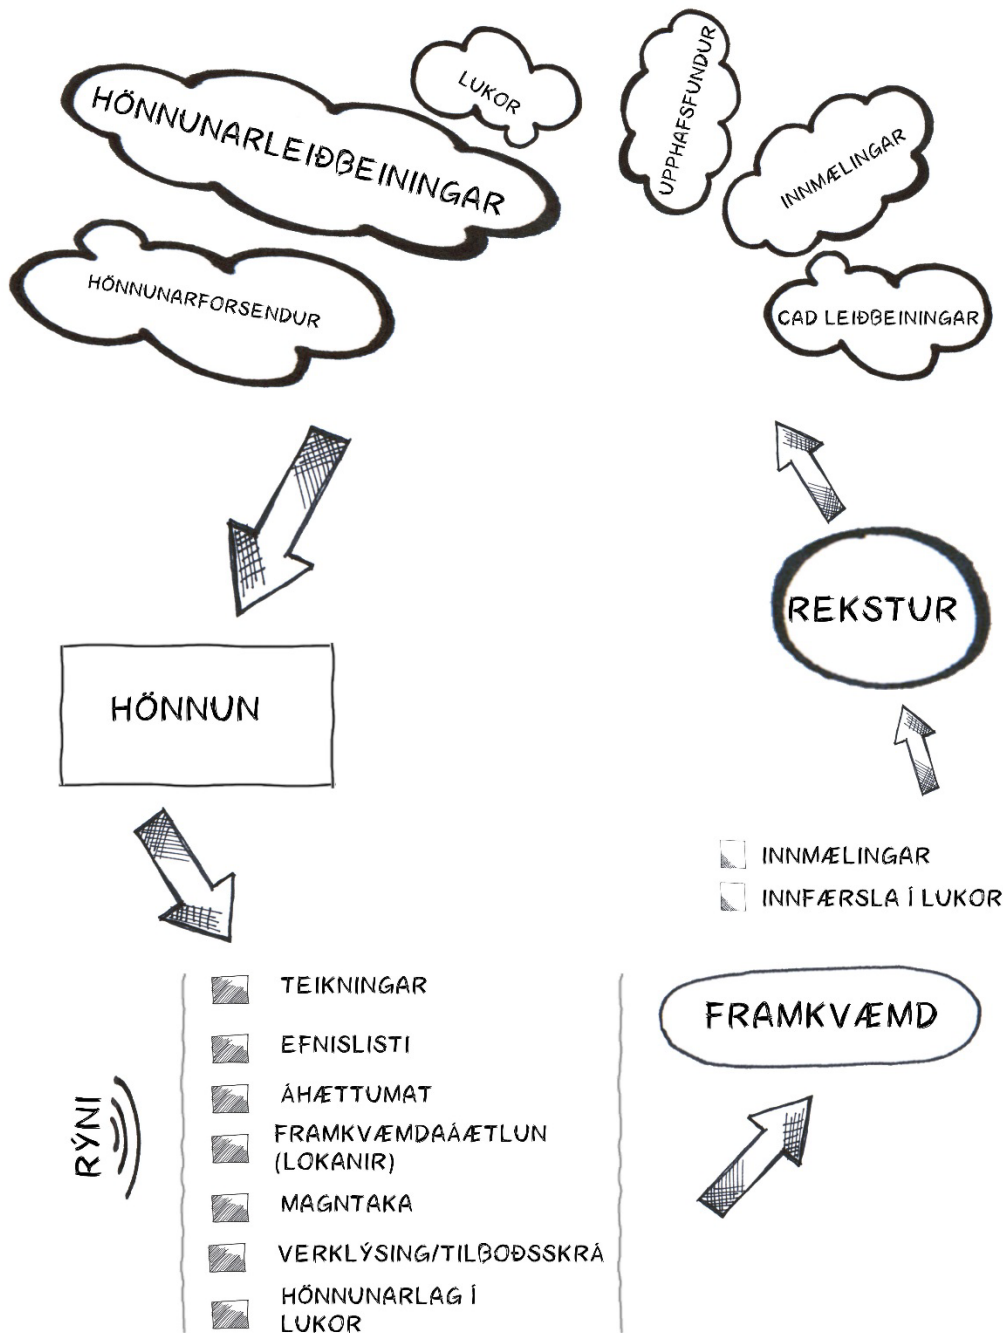 LUKOR
UPPHAFSFUNDUR
HÖNNUNARLEIÐBEININGAR
INNMÆLINGAR
HÖNNUNARFORSENDUR
CAD LEIÐBEININGAR
REKSTUR
HÖNNUN
INNMÆLINGAR
INNFÆRSLA Í LUKOR
FRAMKVÆMD
RÝNI
TEIKNINGAR
EFNISLISTI
ÁHÆTTUMAT
FRAMKVÆMDAÁÆTLUN
(LOKANIR)
MAGNTAKA
VERKLÝSING/TILBOÐSSKRÁ
HÖNNUNARLAG Í
LUKOR